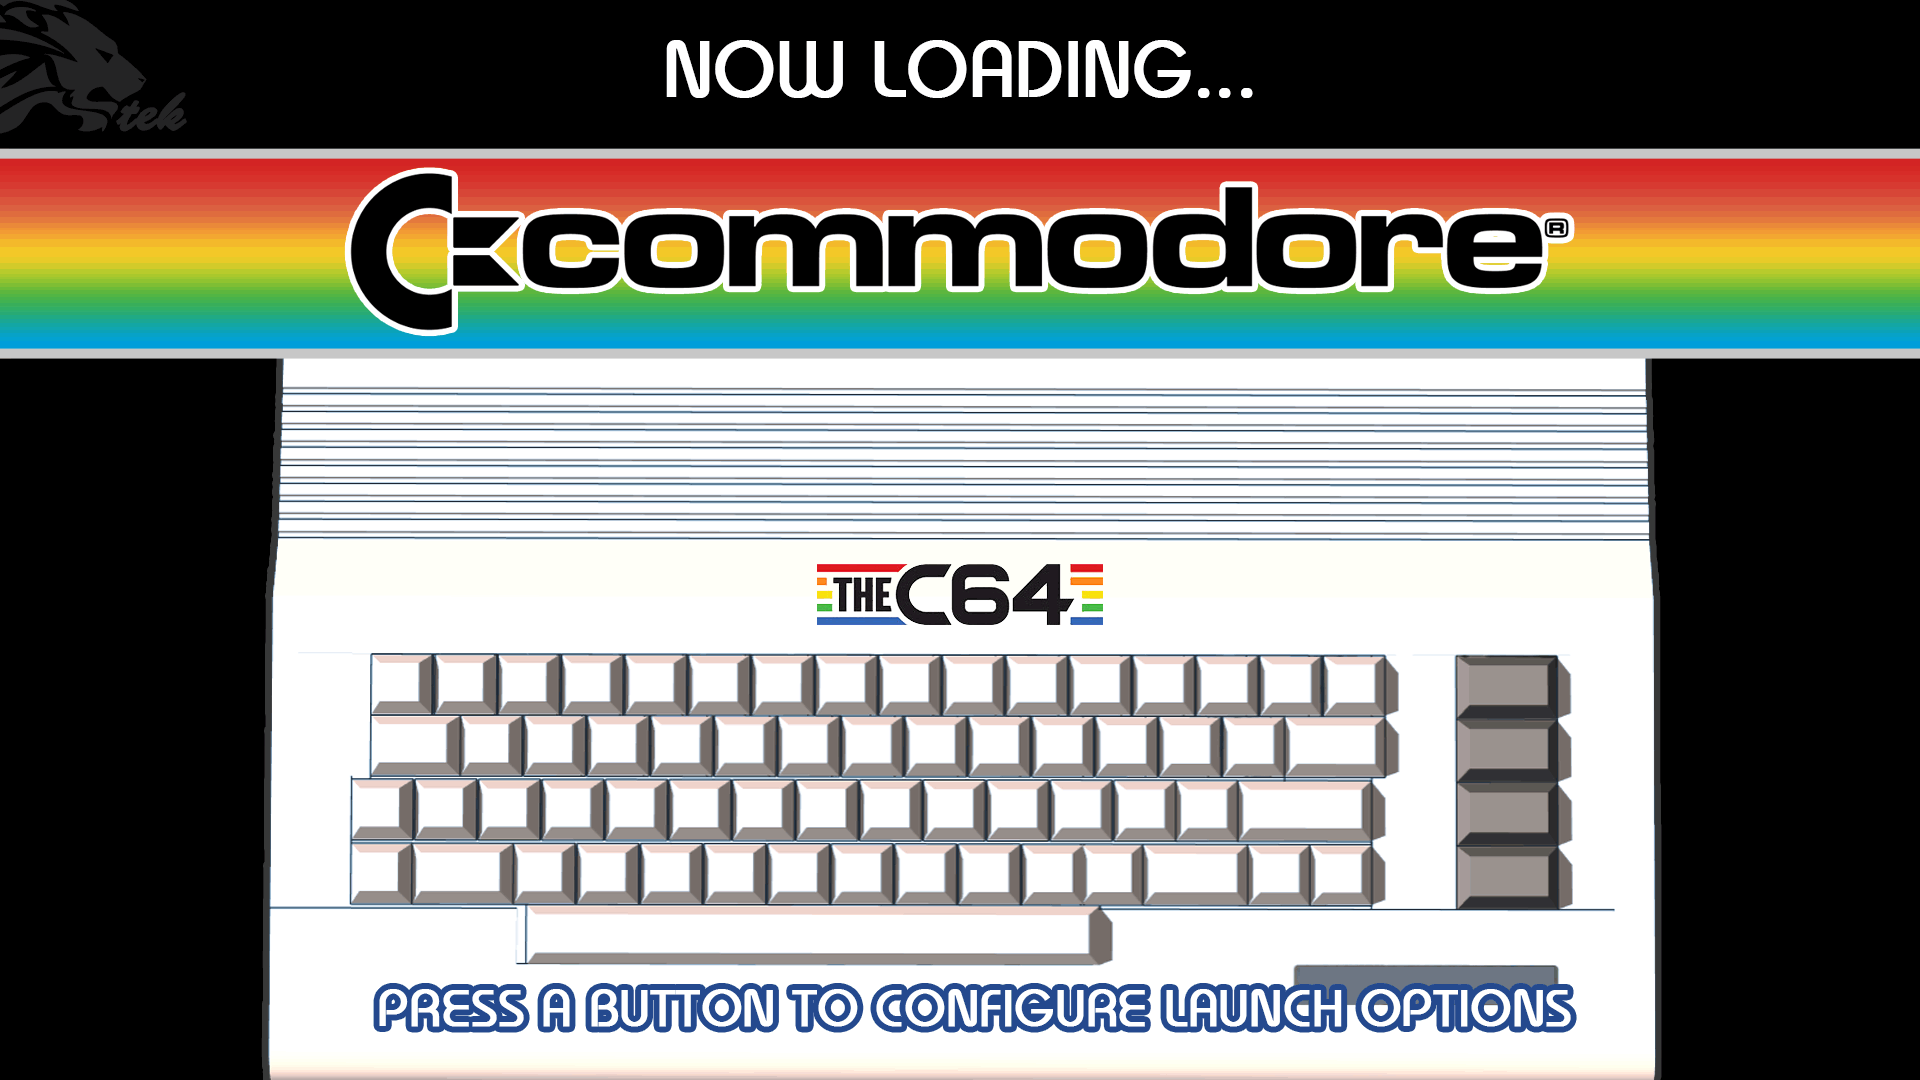 NOW LOADING...
tek
commodore®
THE C64
PRESS A BUTTON TO CONFIGURE LAUNCH OPTIONS